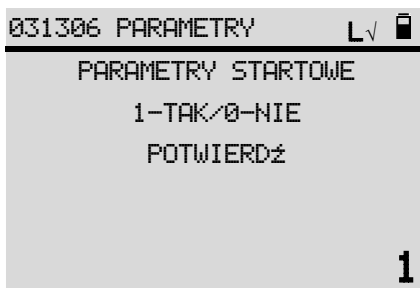 031306 PARAMETRY L√
PARAMETRY STARTOWE
1-TAK/0-NIE
POTWIERDź
1